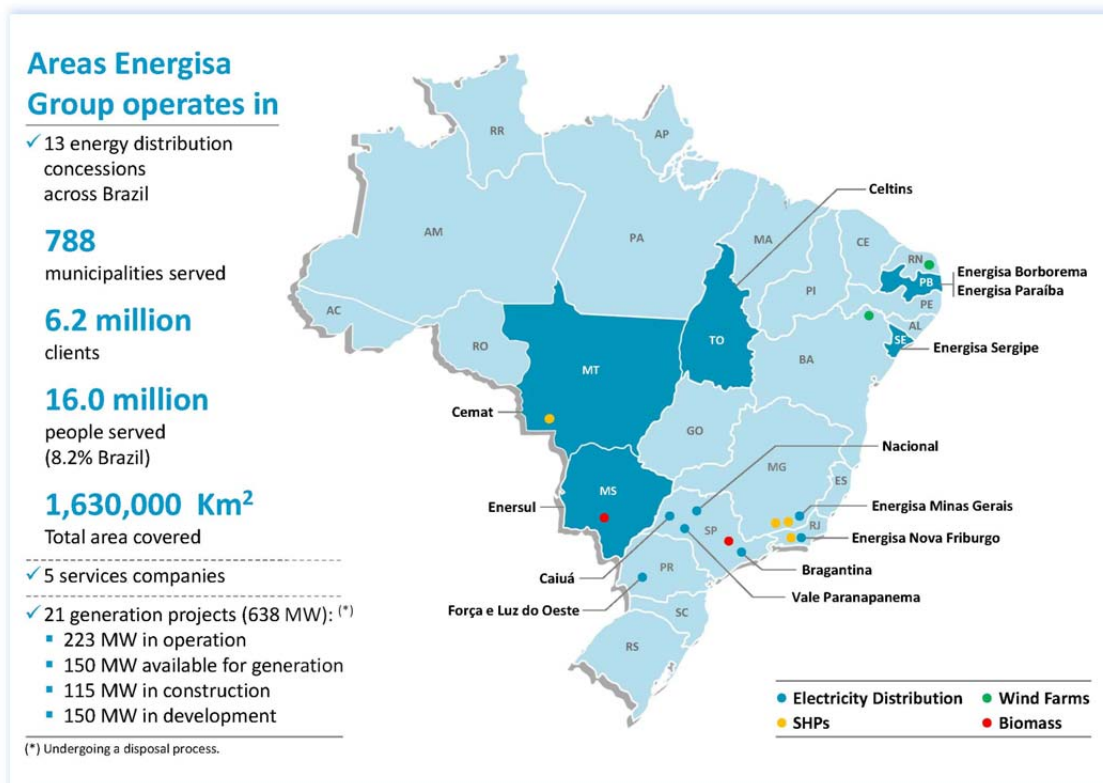 Areas Energisa
Group operates in
✓ 13 energy distribution
concessions
across Brazil
788
municipalities served
6.2 million
clients
16.0 million
people served
(8.2% Brazil)
1,630,000 Km²
Total area covered
✓ 5 services companies
✓ 21 generation projects (638 MW): (*)
▪ 223 MW in operation
▪ 150 MW available for generation
▪ 115 MW in construction
▪ 150 MW in development
(*) Undergoing a disposal process.
RR
AP
Celtins
AM
PA
MA
CE
RN
Energisa Borborema
PB
Energisa Paraíba
PI
PE
AC
AL
RO
TO
SE
Energisa Sergipe
MT
BA
Cemat
GO
Nacional
MG
ES
MS
Enersul
Energisa Minas Gerais
SP
RJ
Energisa Nova Friburgo
PR
Bragantina
Caiuá
Vale Paranapanema
Força e Luz do Oeste
SC
RS
Electricity Distribution
Wind Farms
SHPs
Biomass